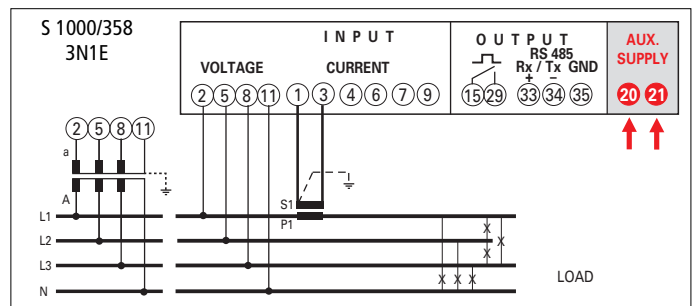 S 1000/358
3N1E
INPUT
VOLTAGE CURRENT
2 5 8 11 1 3 4 6 7 9
OUTPUT
RS 485
Rx / Tx GND
+ −
15 29 33 34 35
AUX.
SUPPLY
20 21
2 5 8 11
a
A
S1
P1
L1
L2
L3
N
X
X
X
X X X
LOAD